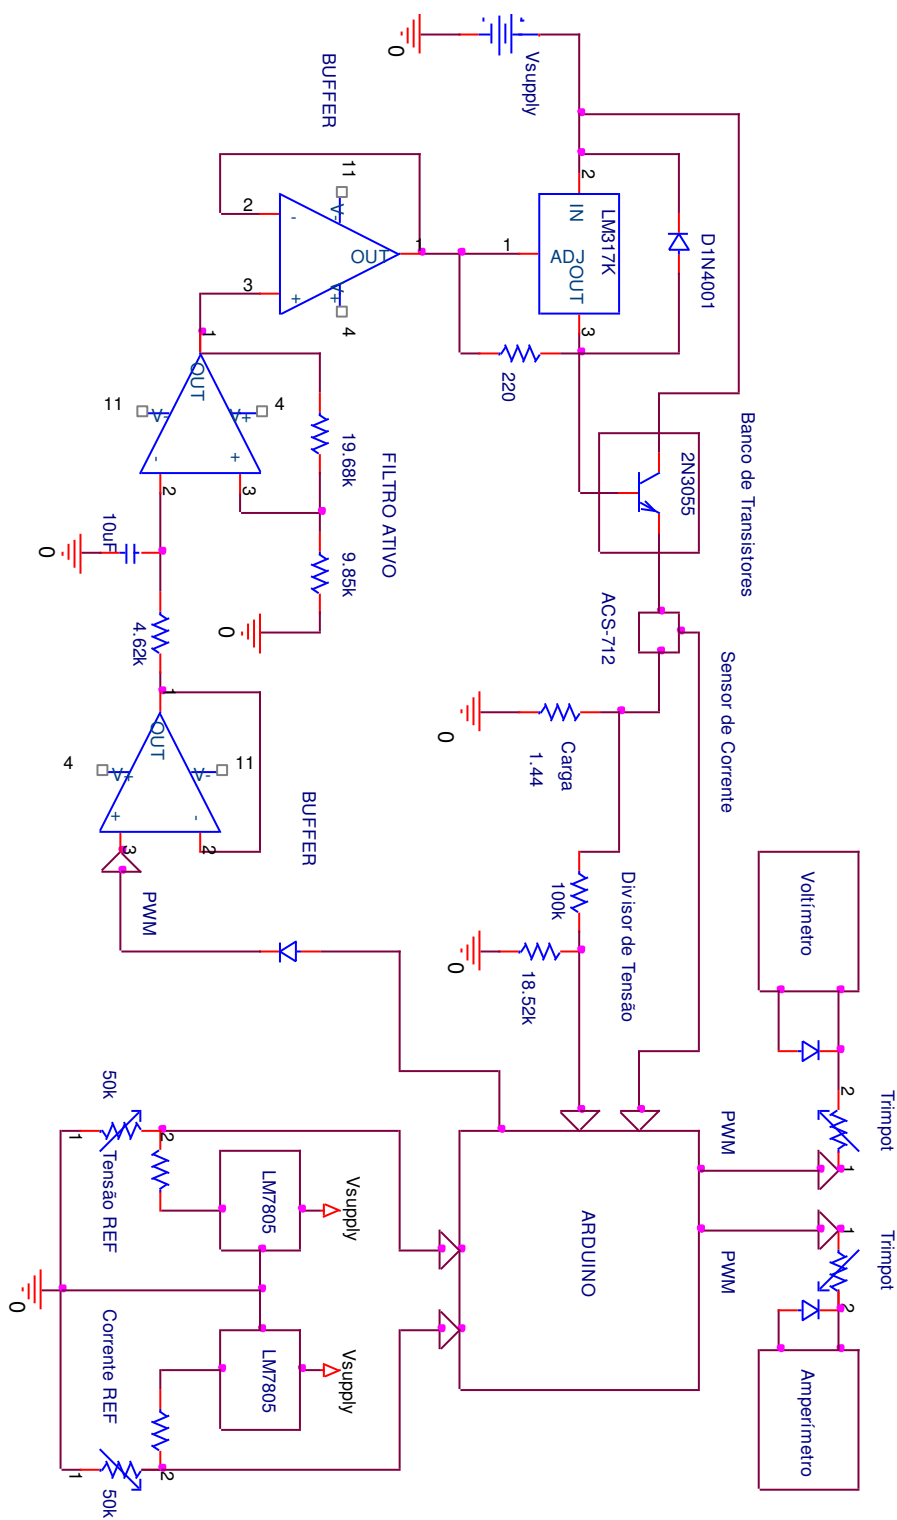 0
Vsupply
BUFFER
11
2
V-
-
OUT
1
3
+
V+
4
2
IN
LM317K
1
ADJ
OUT
3
D1N4001
220
1
OUT
11
V-
V+
4
-
+
2
3
19.68k
FILTRO ATIVO
9.85k
0
10uF
0
4.62k
Banco de Transistores
2N3055
ACS-712
Sensor de Corrente
0
Carga
1.44
1
OUT
4
V+
V-
11
+
-
3
2
BUFFER
PWM
Divisor de Tensão
100k
18.52k
0
Voltímetro
2
Trimpot
1
PWM
ARDUINO
PWM
1
Trimpot
2
Amperímetro
50k
1
2
Tensão REF
LM7805
Vsupply
0
Corrente REF
LM7805
Vsupply
1
2
50k